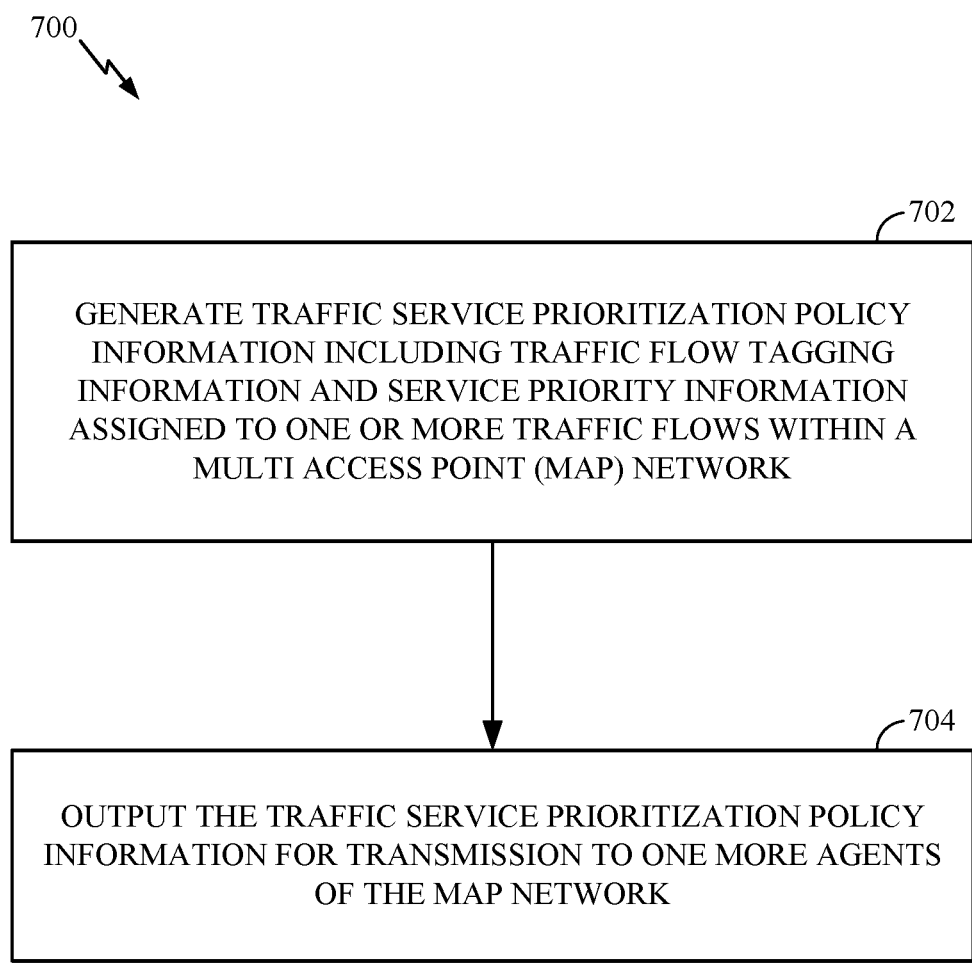 700
702
GENERATE TRAFFIC SERVICE PRIORITIZATION POLICY
INFORMATION INCLUDING TRAFFIC FLOW TAGGING
INFORMATION AND SERVICE PRIORITY INFORMATION
ASSIGNED TO ONE OR MORE TRAFFIC FLOWS WITHIN A
MULTI ACCESS POINT (MAP) NETWORK
704
OUTPUT THE TRAFFIC SERVICE PRIORITIZATION POLICY
INFORMATION FOR TRANSMISSION TO ONE MORE AGENTS
OF THE MAP NETWORK